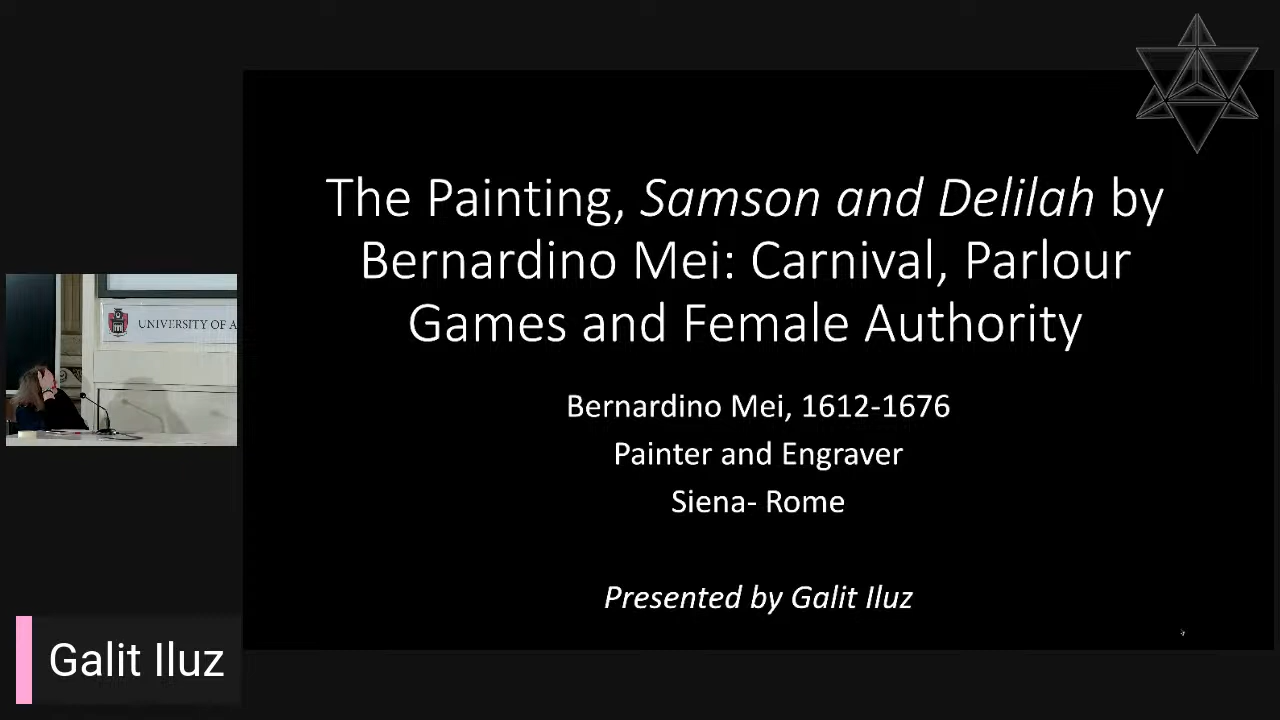 The Painting, Samson and Delilah by
Bernardino Mei: Carnival, Parlour
Games and Female Authority
Bernardino Mei, 1612-1676
Painter and Engraver
Siena- Rome
Presented by Galit Iluz
UNIVERSITY OF A
Galit Iluz